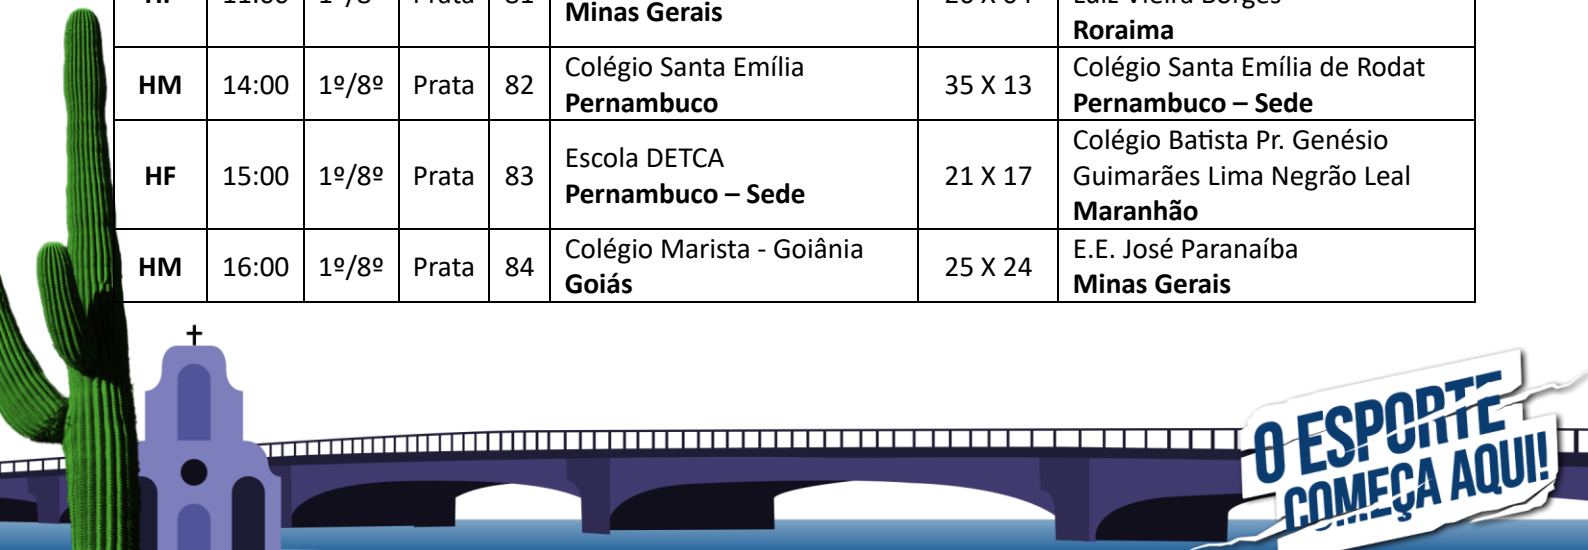 Minas Gerais
Roraima
HM 14:00 1º/8º Prata 82 Colégio Santa Emília 35 X 13 Colégio Santa Emília de Rodat
Pernambuco Pernambuco – Sede
HF 15:00 1º/8º Prata 83 Escola DETCA 21 X 17 Colégio Batista Pr. Genésio
Pernambuco – Sede Guimarães Lima Negrão Leal
Maranhão
HM 16:00 1º/8º Prata 84 Colégio Marista - Goiânia 25 X 24 E.E. José Paranaíba
Goiás Minas Gerais
O ESPORTE
COMEÇA AQUI!